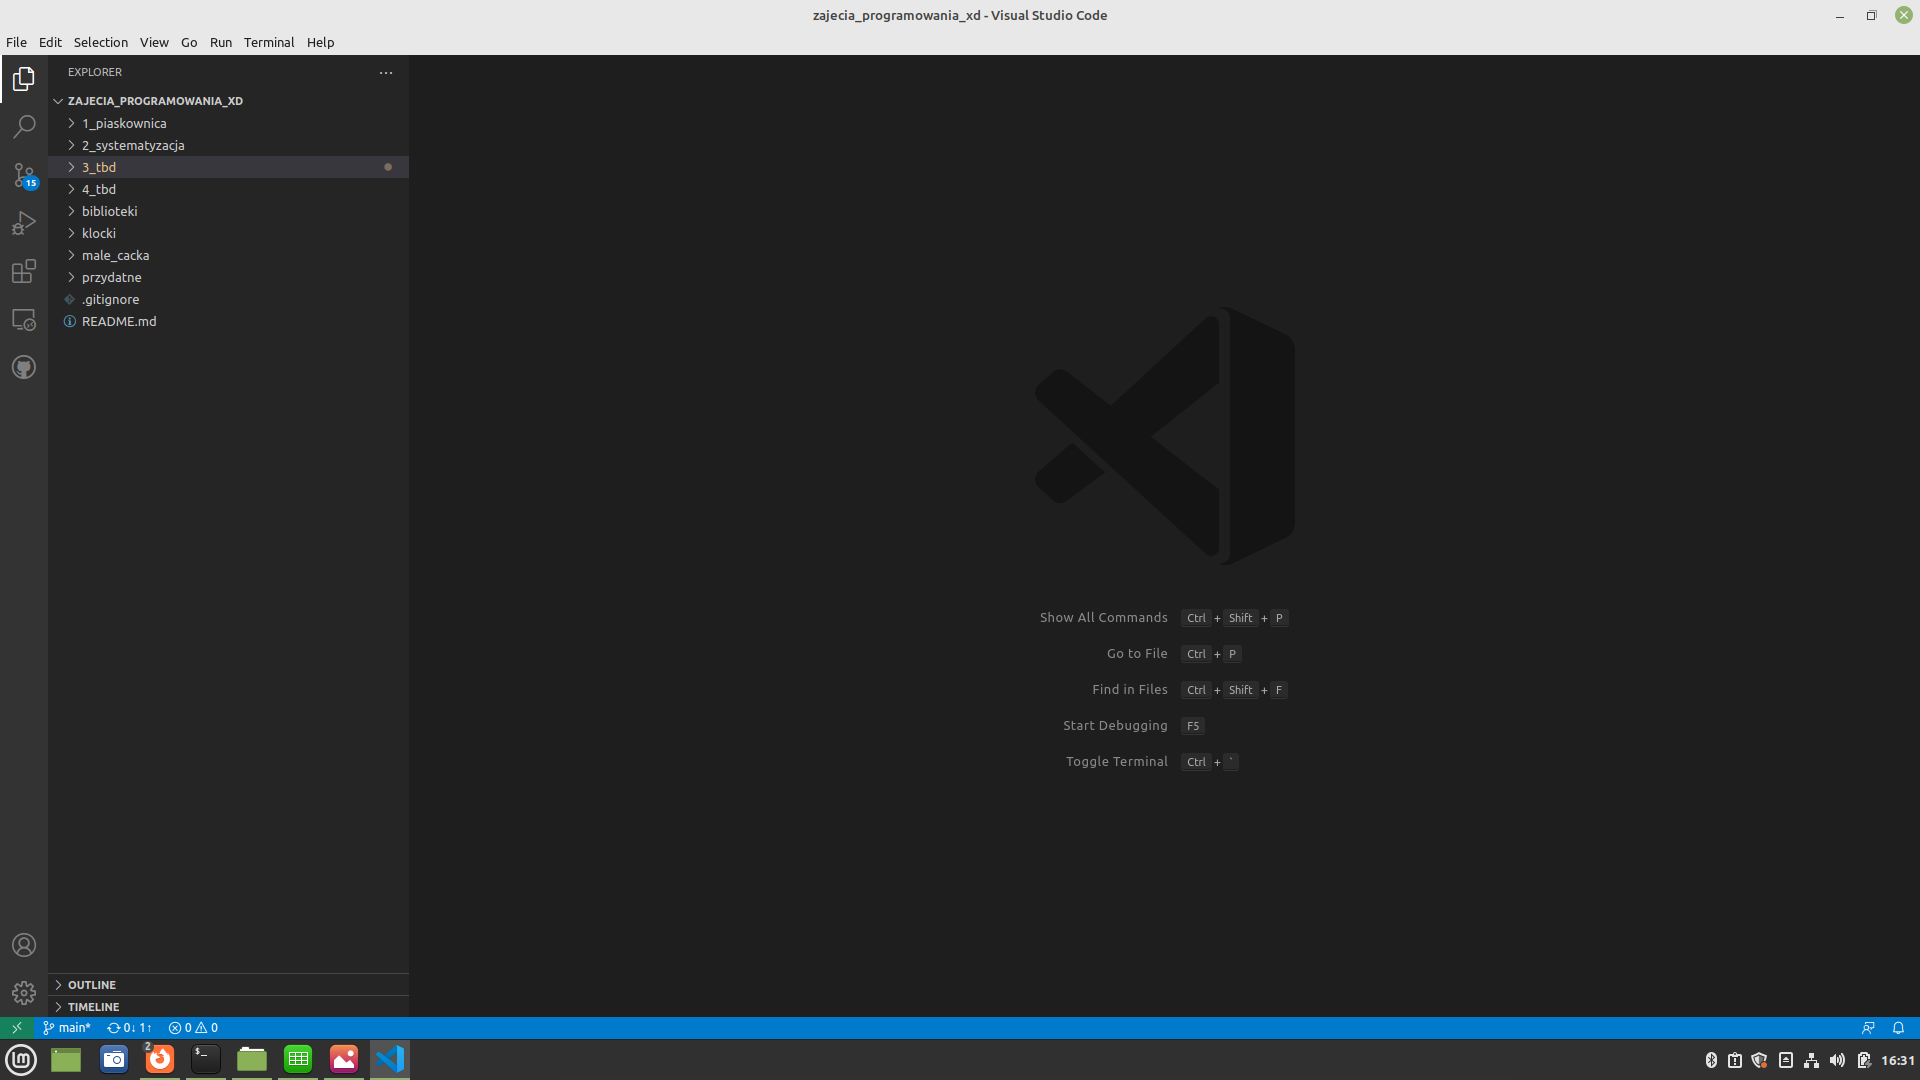 zajecia_programowania_xd - Visual Studio Code
File Edit Selection View Go Run Terminal Help
EXPLORER
ZAJECIA_PROGRAMOWANIA_XD
1_piaskownica
2_systematyzacja
3_tbd
4_tbd
biblioteki
klocki
male_cacka
przydatne
.gitignore
README.md
15
Show All Commands Ctrl + Shift + P
Go to File Ctrl + P
Find in Files Ctrl + Shift + F
Start Debugging F5
Toggle Terminal Ctrl + `
OUTLINE
TIMELINE
main* 0↓ 1↑ 0 0
2
$_
16:31